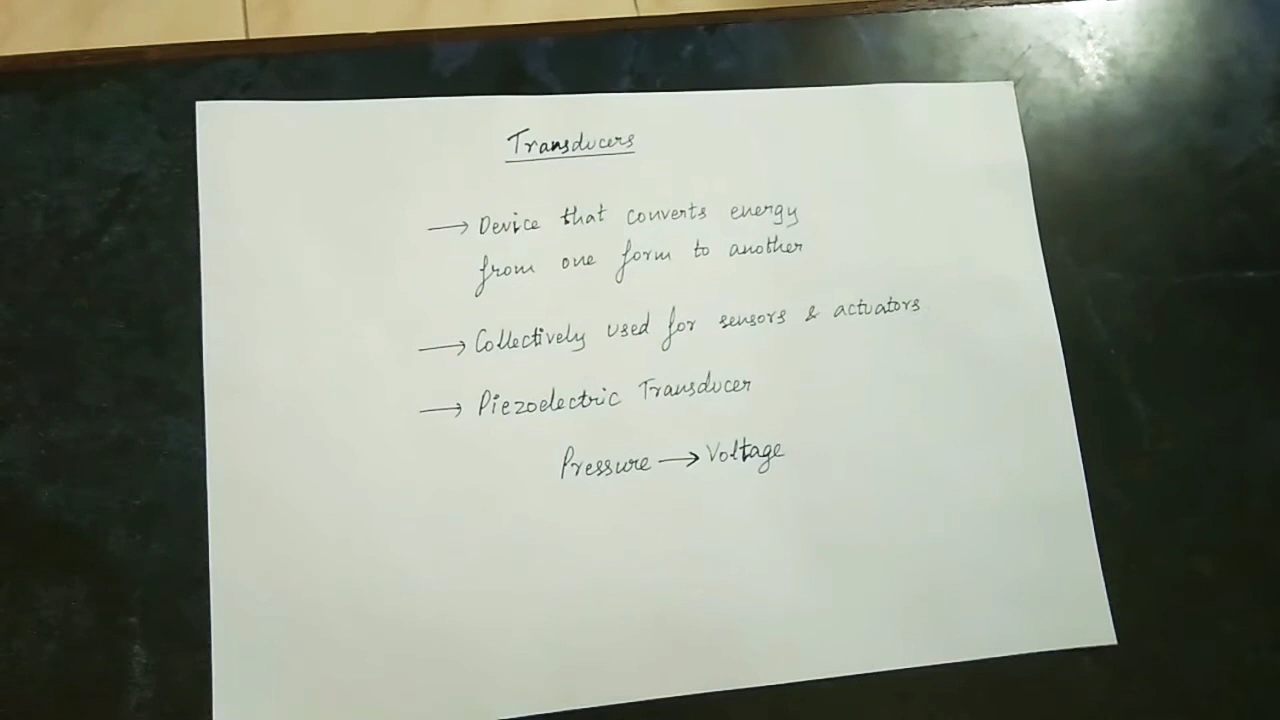 Transducers
→ Device that converts energy
from one form to another
→ Collectively used for sensors & actuators
→ Piezoelectric Transducer
Pressure → Voltage